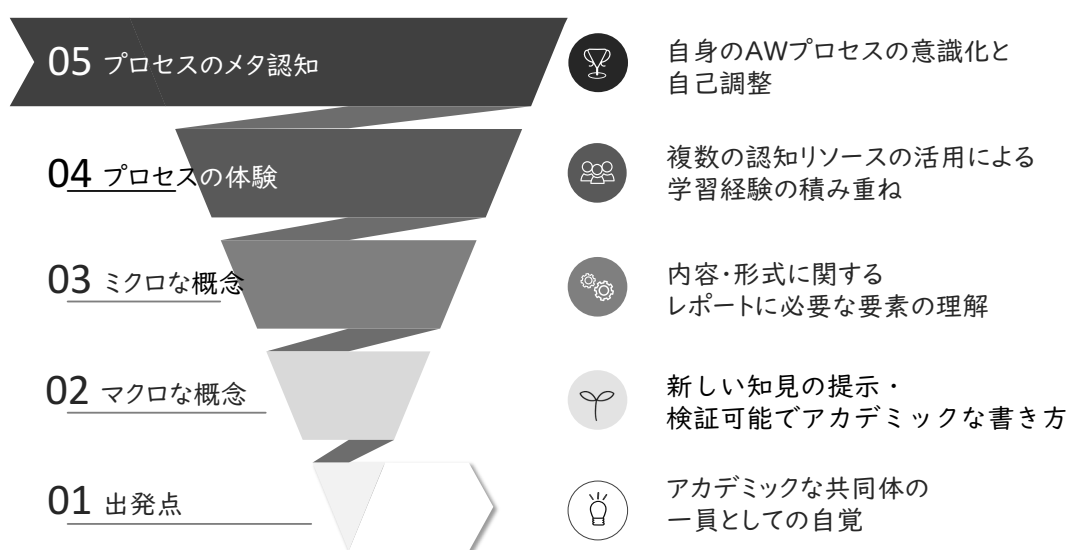 05 プロセスのメタ認知
自身のAWプロセスの意識化と
自己調整
04 プロセスの体験
複数の認知リソースの活用による
学習経験の積み重ね
03 ミクロな概念
内容・形式に関する
レポートに必要な要素の理解
02 マクロな概念
新しい知見の提示・
検証可能でアカデミックな書き方
01 出発点
アカデミックな共同体の
一員としての自覚